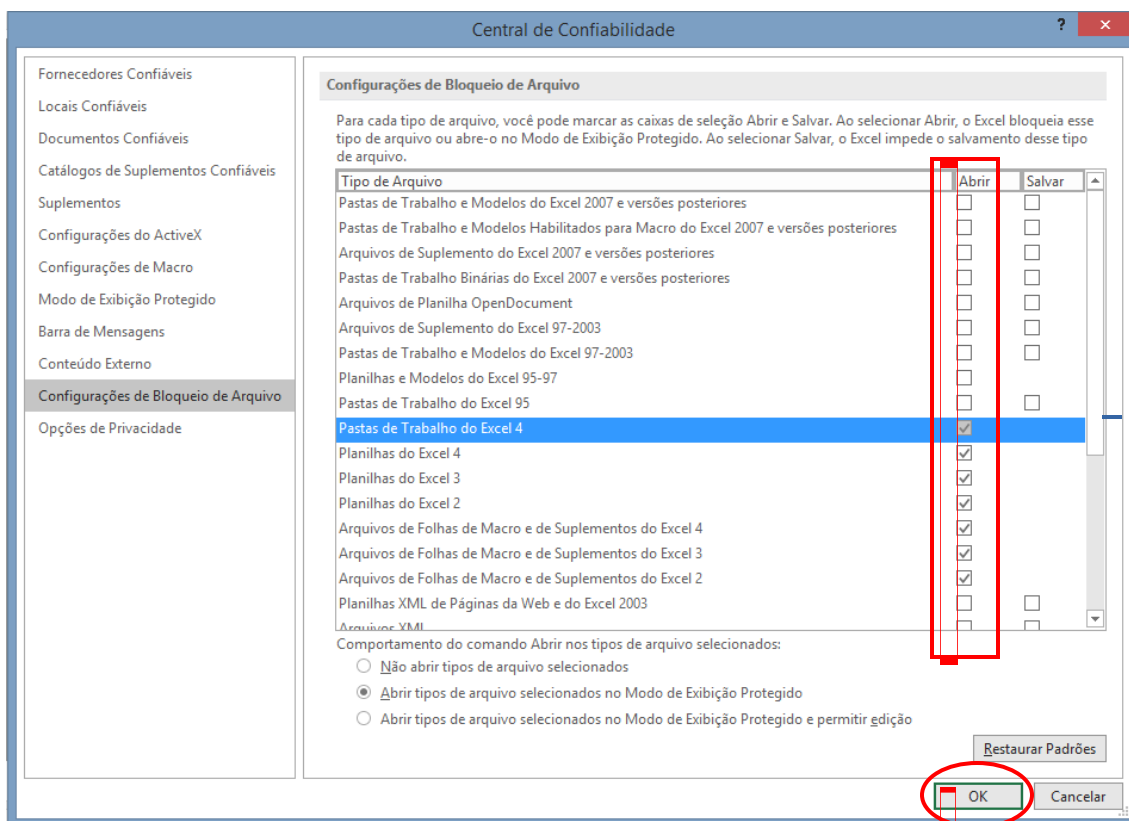 Central de Confiabilidade
?
×
Fornecedores Confiáveis
Locais Confiáveis
Documentos Confiáveis
Catálogos de Suplementos Confiáveis
Suplementos
Configurações do ActiveX
Configurações de Macro
Modo de Exibição Protegido
Barra de Mensagens
Conteúdo Externo
Configurações de Bloqueio de Arquivo
Opções de Privacidade
Configurações de Bloqueio de Arquivo
Para cada tipo de arquivo, você pode marcar as caixas de seleção Abrir e Salvar. Ao selecionar Abrir, o Excel bloqueia esse
tipo de arquivo ou abre-o no Modo de Exibição Protegido. Ao selecionar Salvar, o Excel impede o salvamento desse tipo
de arquivo.
Tipo de Arquivo Abrir Salvar
Pastas de Trabalho e Modelos do Excel 2007 e versões posteriores
Pastas de Trabalho e Modelos Habilitados para Macro do Excel 2007 e versões posteriores
Arquivos de Suplemento do Excel 2007 e versões posteriores
Pastas de Trabalho Binárias do Excel 2007 e versões posteriores
Arquivos de Planilha OpenDocument
Arquivos de Suplemento do Excel 97-2003
Pastas de Trabalho e Modelos do Excel 97-2003
Planilhas e Modelos do Excel 95-97
Pastas de Trabalho do Excel 95
Pastas de Trabalho do Excel 4
Planilhas do Excel 4
Planilhas do Excel 3
Planilhas do Excel 2
Arquivos de Folhas de Macro e de Suplementos do Excel 4
Arquivos de Folhas de Macro e de Suplementos do Excel 3
Arquivos de Folhas de Macro e de Suplementos do Excel 2
Planilhas XML de Páginas da Web e do Excel 2003
Arquivos XML
Comportamento do comando Abrir nos tipos de arquivo selecionados:
Não abrir tipos de arquivo selecionados
Abrir tipos de arquivo selecionados no Modo de Exibição Protegido
Abrir tipos de arquivo selecionados no Modo de Exibição Protegido e permitir edição
Restaurar Padrões
OK Cancelar